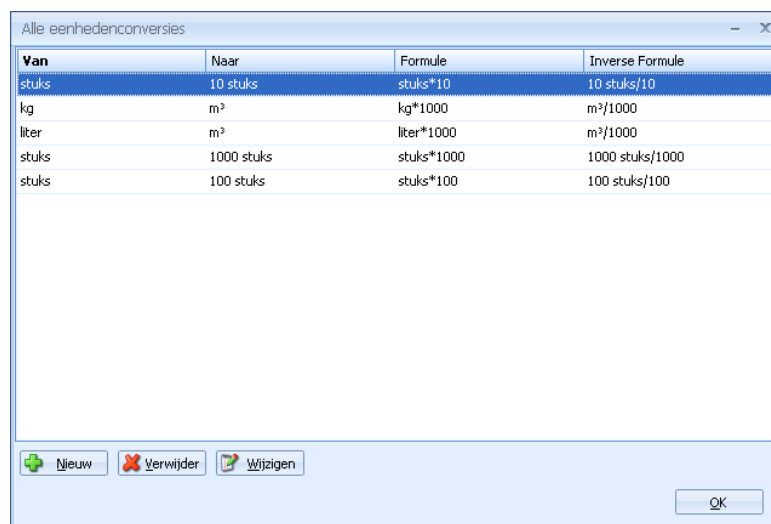 Alle eenhedenconversies
Van Naar Formule Inverse Formule
stuks 10 stuks stuks*10 10 stuks/10
kg m³ kg*1000 m³/1000
liter m³ liter*1000 m³/1000
stuks 1000 stuks stuks*1000 1000 stuks/1000
stuks 100 stuks stuks*100 100 stuks/100
Nieuw Verwijder Wijzigen
OK